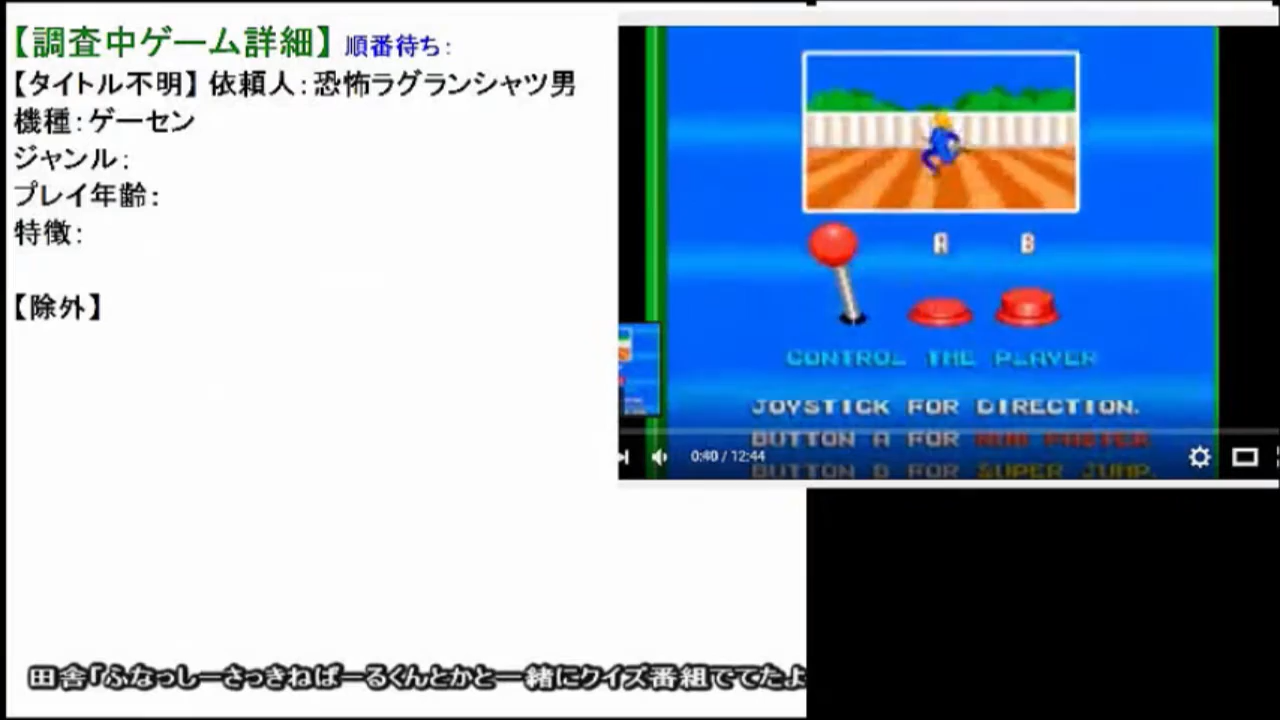 【調査中ゲーム詳細】 順番待ち:
【タイトル不明】 依頼人:恐怖ラグランシャツ男
機種:ゲーセン
ジャンル:
プレイ年齢:
特徴:
【除外】
A B
CONTROL THE PLAYER
JOYSTICK FOR DIRECTION.
BUTTON A FOR RUN FASTER
0:40 / 12:44
BUTTON B FOR SUPER JUMP.
田舎「ふなっしーさっきねばーるくんとかと一緒にクイズ番組ででたよ